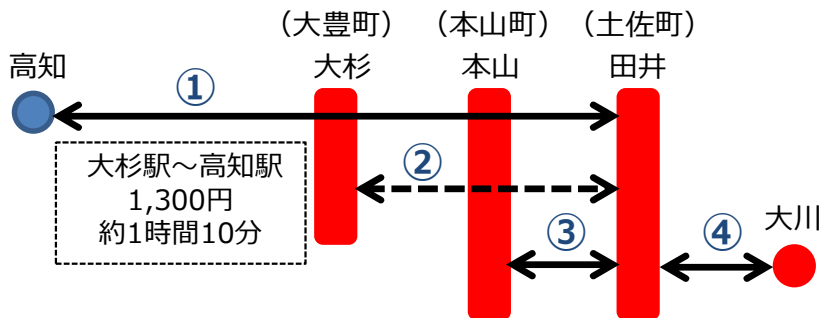 (大豊町)
(本山町)
(土佐町)
高知
大杉
本山
田井
①
大杉駅～高知駅
1,300円
約1時間10分
②
③
④
大川